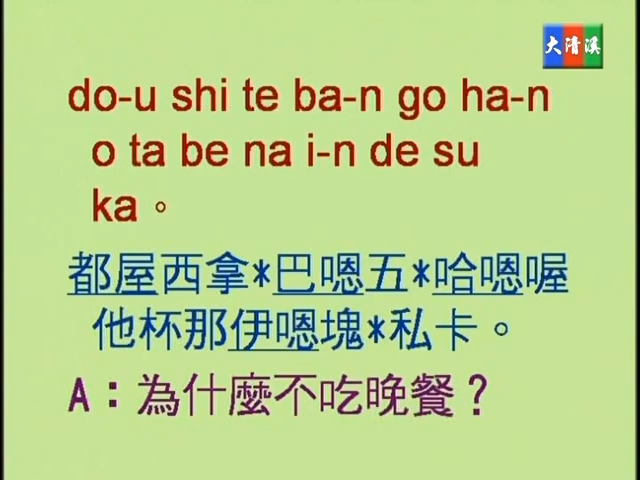 大清溪
do-u shi te ba-n go ha-n
o ta be na i-n de su
ka。
都屋西拿*巴嗯五*哈嗯喔
他杯那伊嗯塊*私卡。
A：為什麼不吃晚餐？